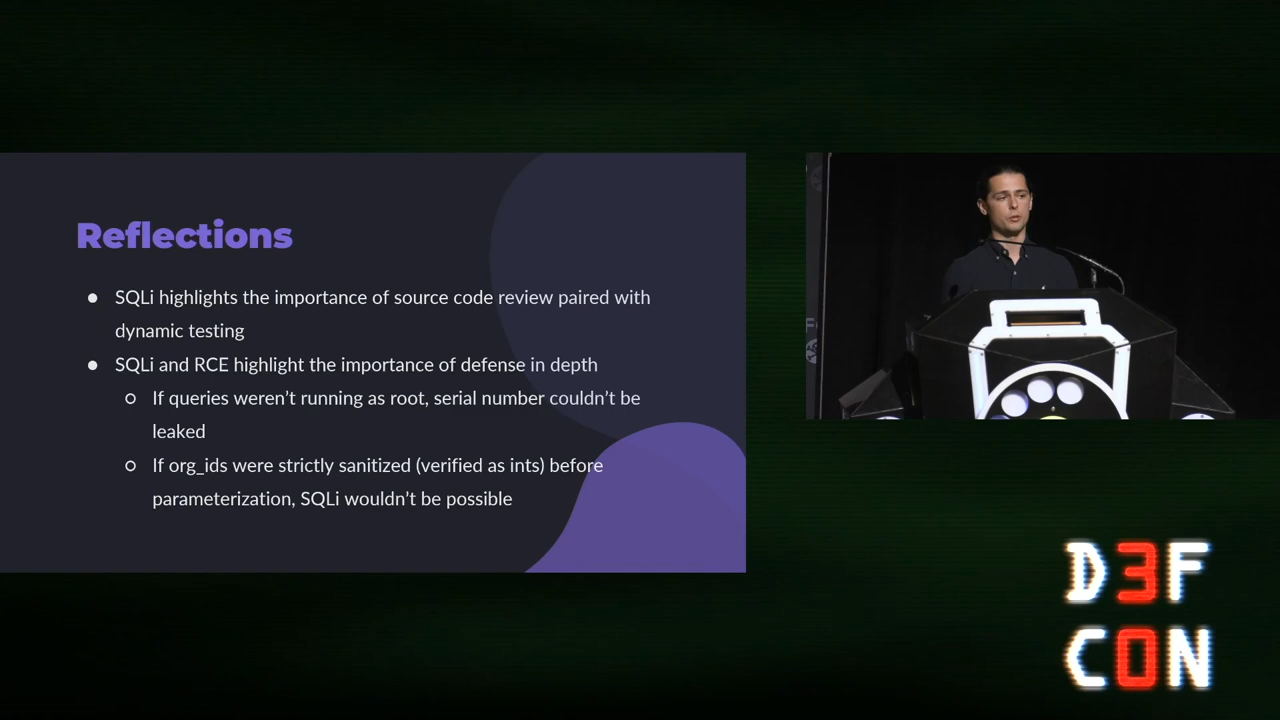 Reflections
● SQLi highlights the importance of source code review paired with
dynamic testing
● SQLi and RCE highlight the importance of defense in depth
○ If queries weren’t running as root, serial number couldn’t be
leaked
○ If org_ids were strictly sanitized (verified as ints) before
parameterization, SQLi wouldn’t be possible
D3F
C0N